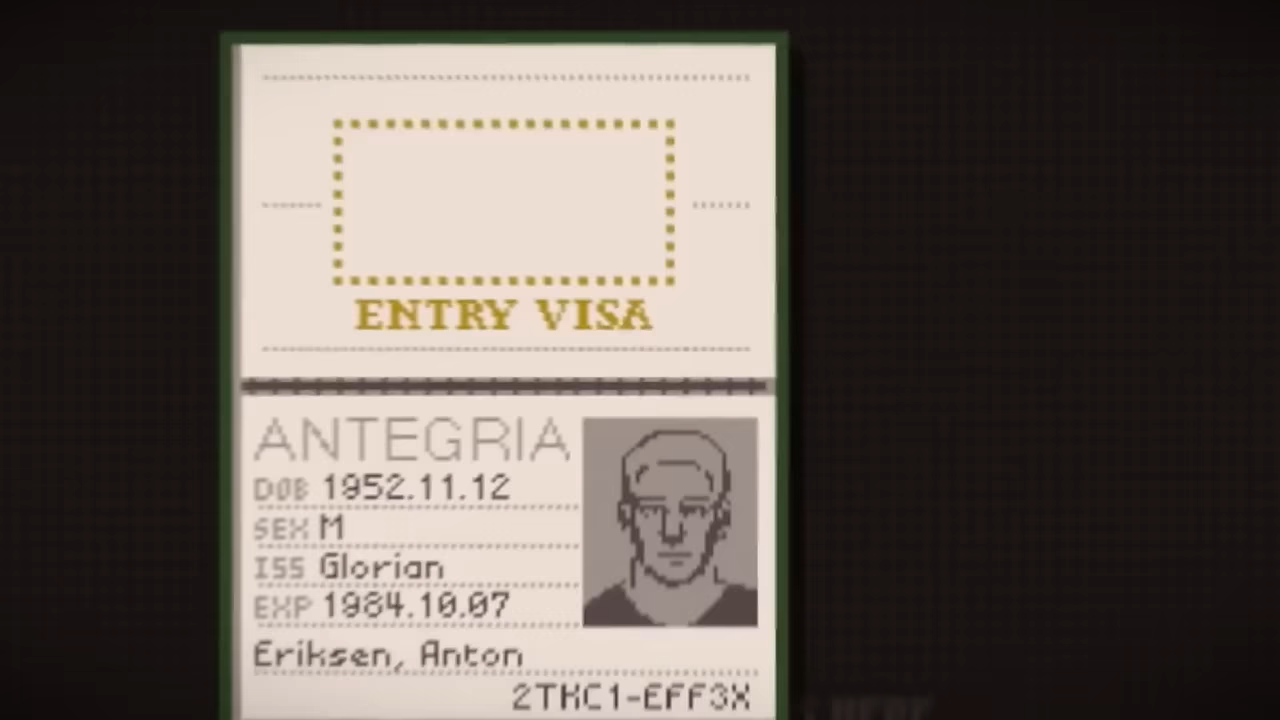 ENTRY VISA
ANTEGRIA
DOB 1952.11.12
SEX M
ISS Glorian
EXP 1984.10.07
Eriksen, Anton
2TKC1-EFF3X